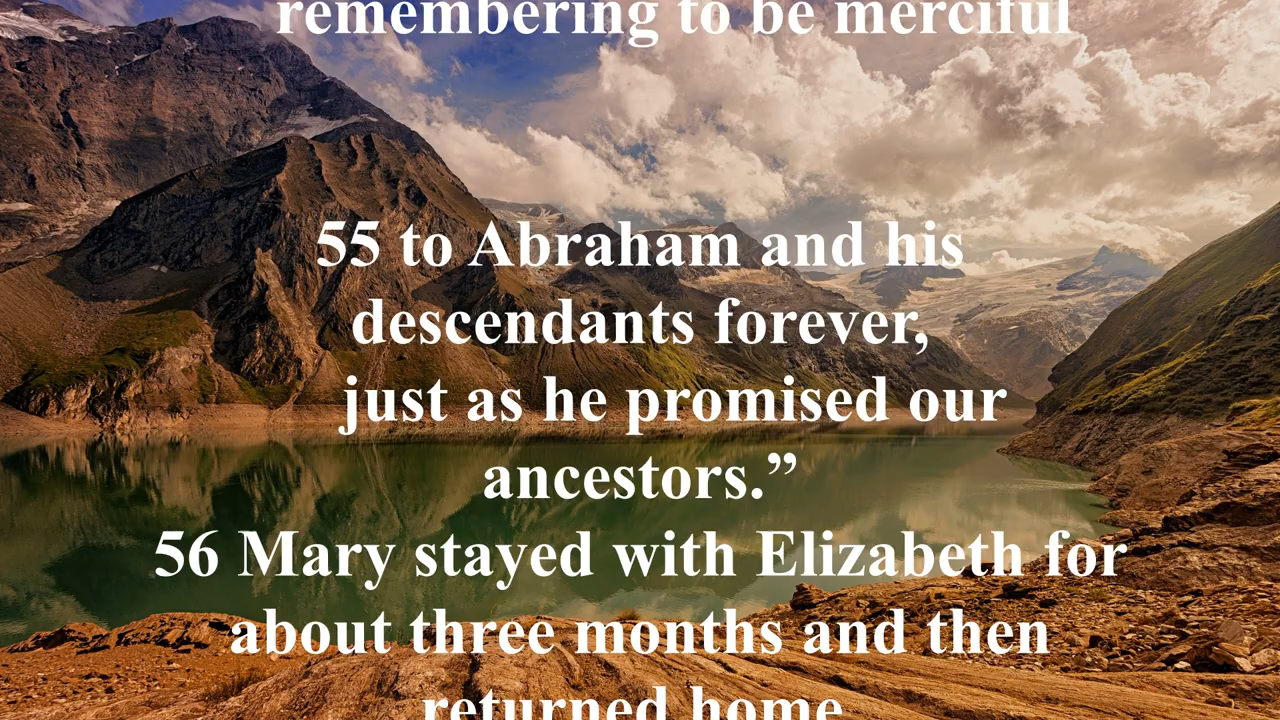 remembering to be merciful
55 to Abraham and his
descendants forever,
just as he promised our
ancestors.”
56 Mary stayed with Elizabeth for
about three months and then
returned home